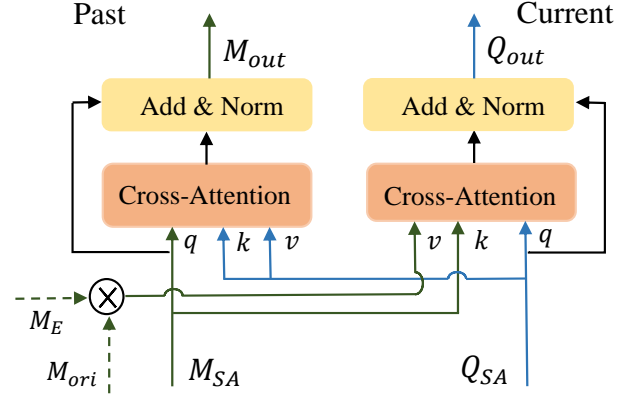 Past Current
M_out Q_out
Add & Norm Add & Norm
Cross-Attention Cross-Attention
q k v v k q
M_E
M_ori M_SA Q_SA